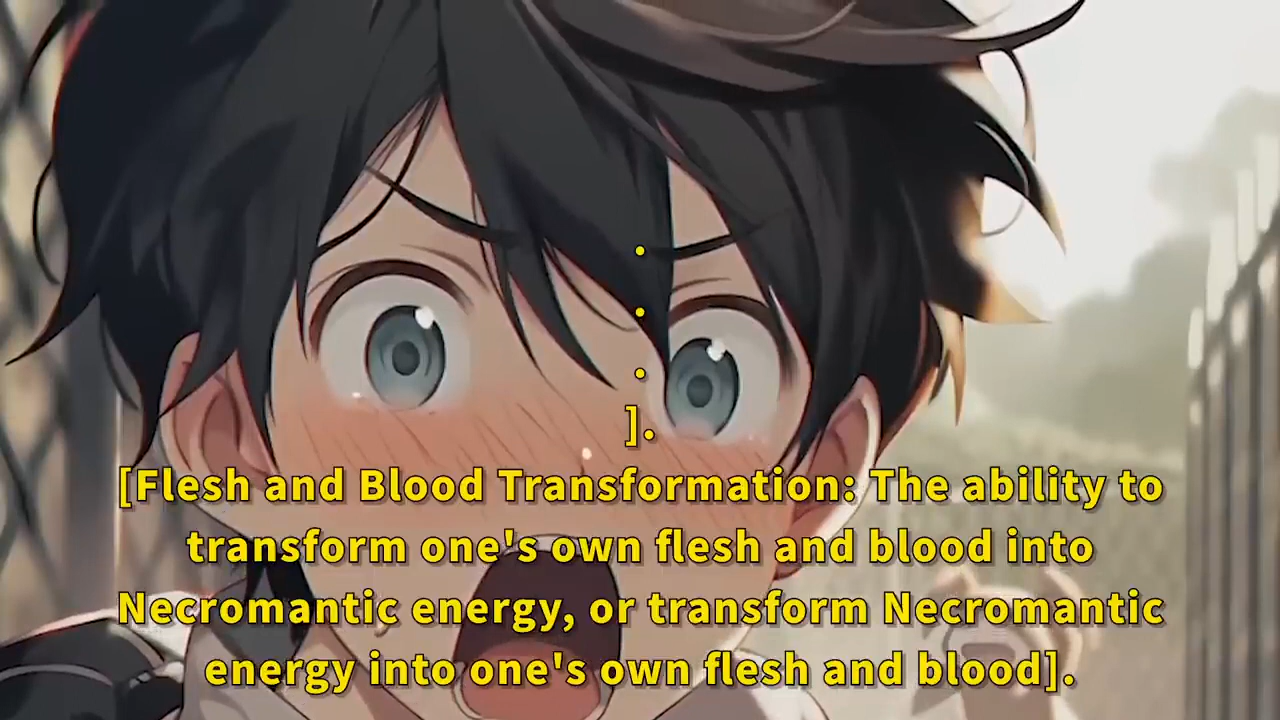 .
.
.
].
[Flesh and Blood Transformation: The ability to
transform one's own flesh and blood into
Necromantic energy, or transform Necromantic
energy into one's own flesh and blood].